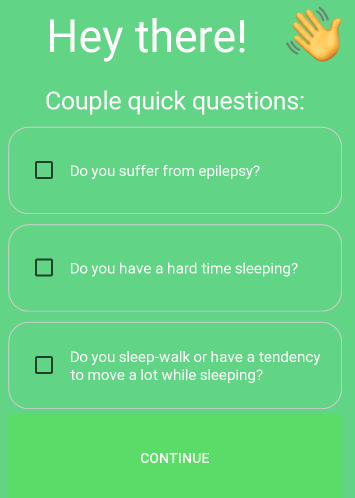 Hey there!
Couple quick questions:
Do you suffer from epilepsy?
Do you have a hard time sleeping?
Do you sleep-walk or have a tendency
to move a lot while sleeping?
CONTINUE